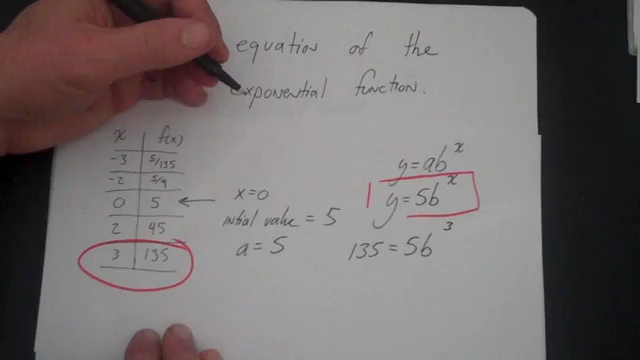 equation of the
exponential function.
x f(x)
-3 5/135
-2 5/9
0 5
2 45
3 135
x=0
initial value = 5
a = 5
y = ab^x
y = 5b^x
135 = 5b^3